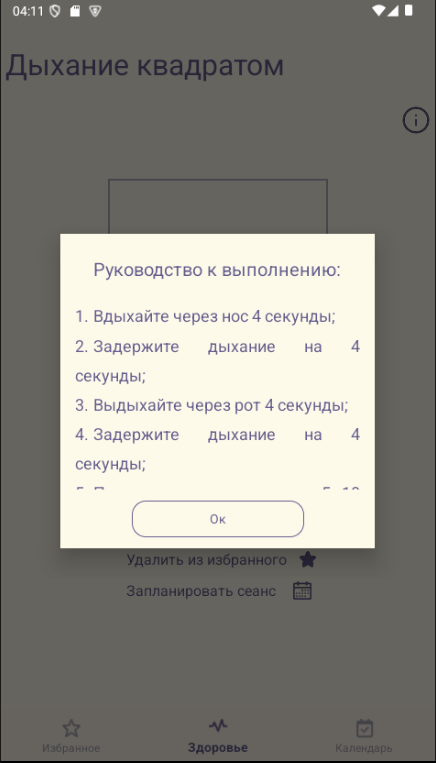 04:11
Дыхание квадратом
Руководство к выполнению:
1. Вдыхайте через нос 4 секунды;
2. Задержите дыхание на 4
секунды;
3. Выдыхайте через рот 4 секунды;
4. Задержите дыхание на 4
секунды;
Ок
Удалить из избранного
Запланировать сеанс
Избранное
Здоровье
Календарь